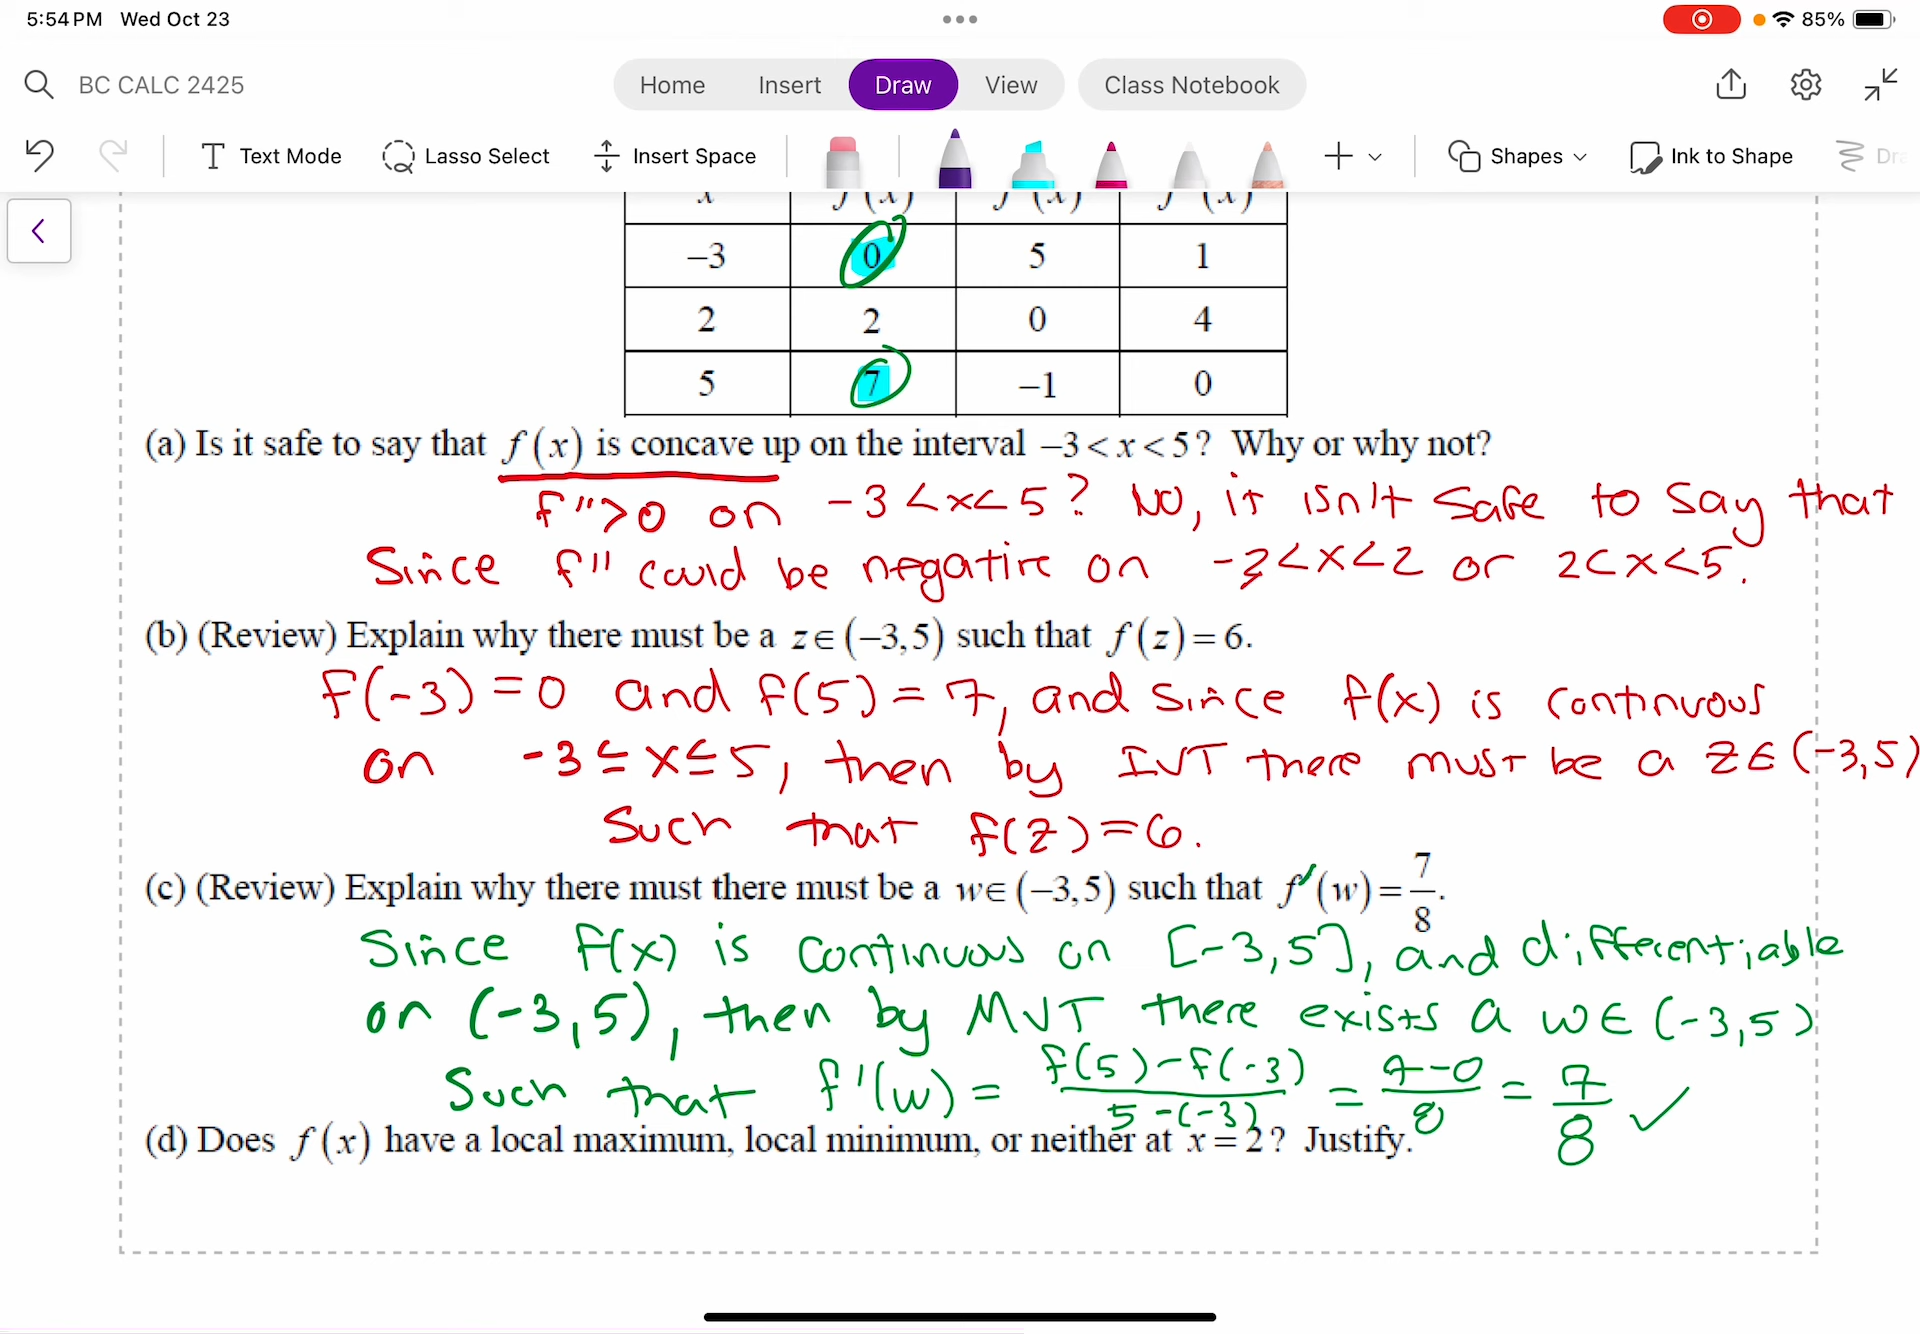 5:54 PM Wed Oct 23
85%
BC CALC 2425
Home Insert Draw View Class Notebook
Text Mode Lasso Select Insert Space Shapes Ink to Shape
−3 0 5 1
2 2 0 4
5 7 −1 0
(a) Is it safe to say that f(x) is concave up on the interval −3<x<5? Why or why not?
f''>0 on -3<x<5? NO, it isn't safe to say that
Since f'' could be negative on -3<x<2 or 2<x<5.
(b) (Review) Explain why there must be a z∈(−3,5) such that f(z)=6.
f(-3)=0 and f(5)=7, and since f(x) is continuous
on -3≤x≤5, then by IVT there must be a z∈(-3,5)
Such that f(z)=6.
(c) (Review) Explain why there must there must be a w∈(−3,5) such that f'(w)=7/8.
Since f(x) is continuous on [-3,5], and differentiable
on (-3,5), then by MVT there exists a w∈(-3,5)
Such that f'(w) = f(5)-f(-3)/5-(-3) = 7-0/8 = 7/8 ✓
(d) Does f(x) have a local maximum, local minimum, or neither at x=2? Justify.